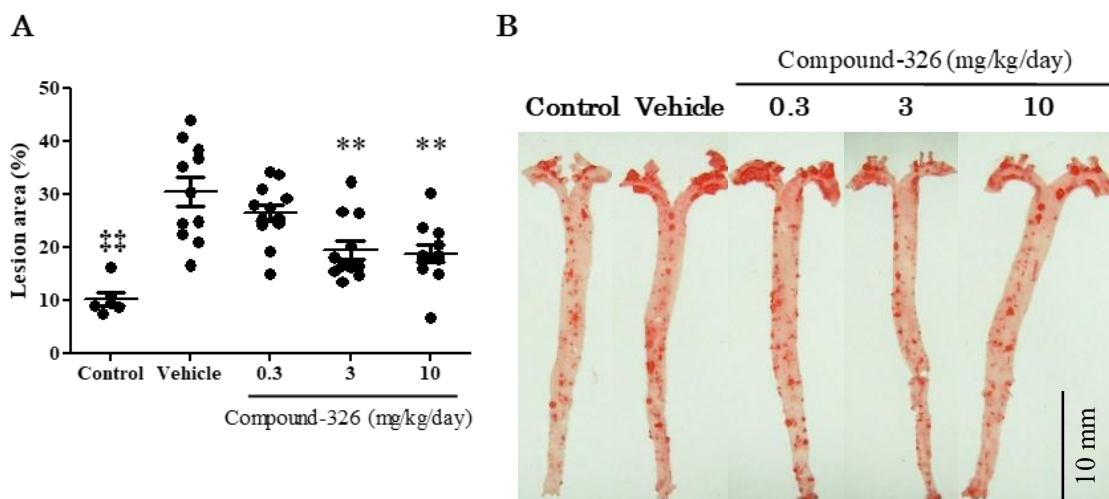 A
50
40
30
20
10
0
Lesion area (%)
‡‡
**
**
Control Vehicle 0.3 3 10
Compound-326 (mg/kg/day)
B
Compound-326 (mg/kg/day)
Control Vehicle 0.3 3 10
10 mm